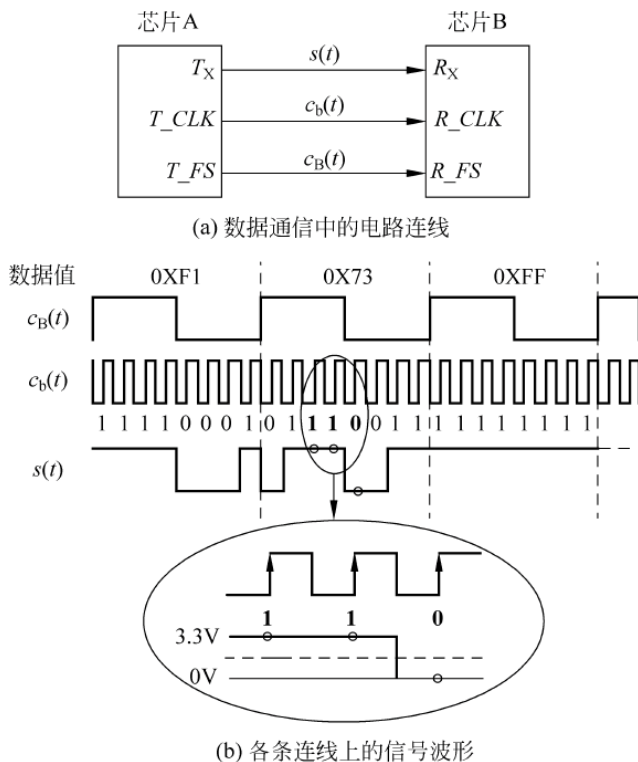 芯片A 芯片B
T_X s(t) R_X
T_CLK c_b(t) R_CLK
T_FS c_B(t) R_FS
(a) 数据通信中的电路连线
数据值 0XF1 0X73 0XFF
c_B(t)
c_b(t)
1 1 1 1 0 0 0 1 0 1 1 1 0 0 1 1 1 1 1 1 1 1 1 1
s(t)
1 1 0
3.3V
0V
(b) 各条连线上的信号波形